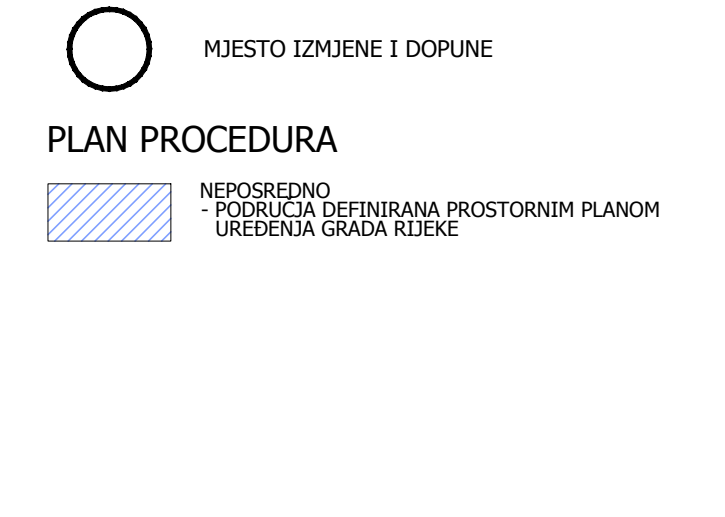 MJESTO IZMJENE I DOPUNE
PLAN PROCEDURA
NEPOSREDNO
- PODRUČJA DEFINIRANA PROSTORNIM PLANOM
UREĐENJA GRADA RIJEKE